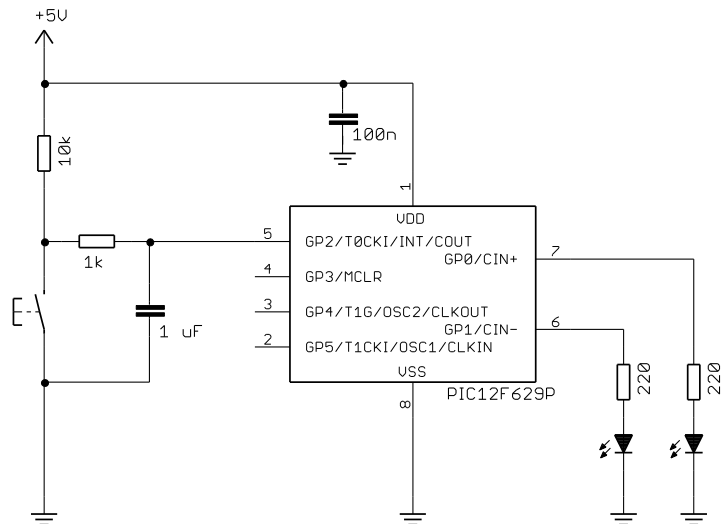 +5V
10k
100n
1
VDD
5
GP2/T0CKI/INT/COUT
GP0/CIN+
7
1k
4
GP3/MCLR
3
GP4/T1G/OSC2/CLKOUT
GP1/CIN-
6
1 uF
2
GP5/T1CKI/OSC1/CLKIN
VSS
PIC12F629P
8
220
220